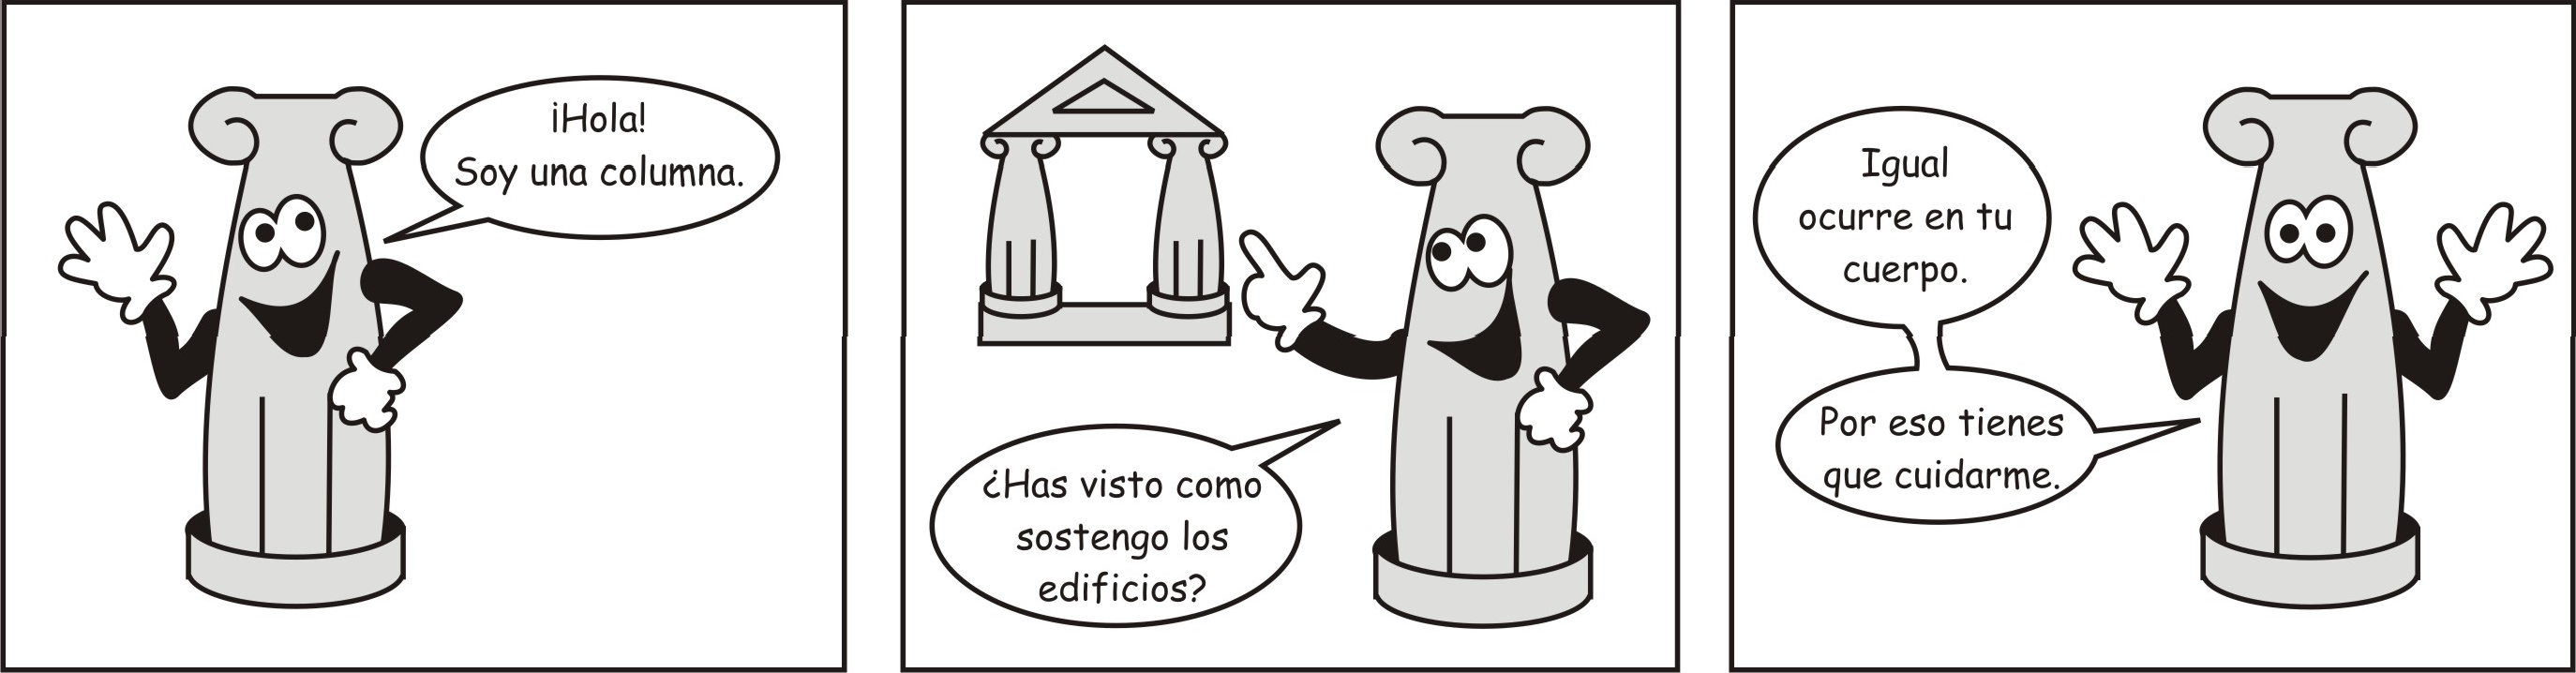 ¡Hola!
Soy una columna.
¿Has visto como
sostengo los
edificios?
Igual
ocurre en tu
cuerpo.
Por eso tienes
que cuidarme.